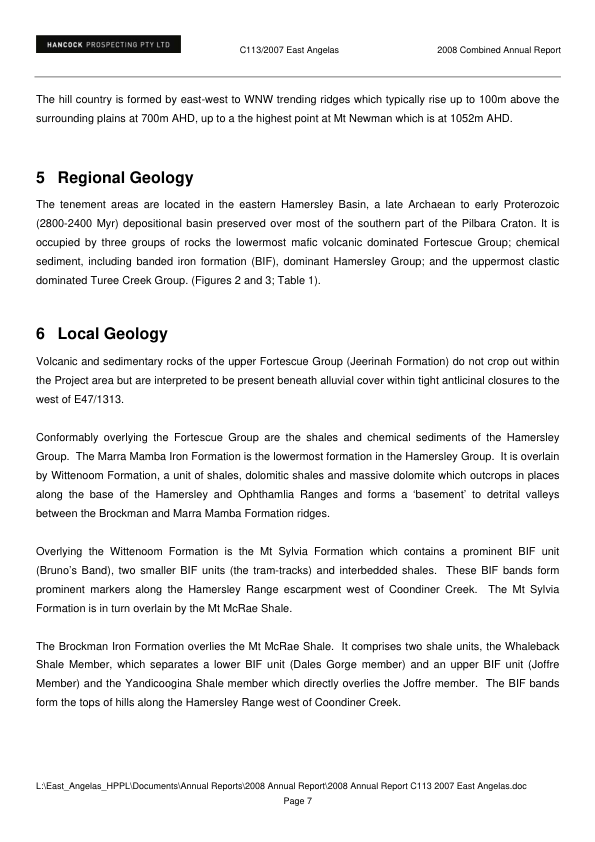 HANCOCK PROSPECTING PTY LTD
C113/2007 East Angelas
2008 Combined Annual Report
The hill country is formed by east-west to WNW trending ridges which typically rise up to 100m above the
surrounding plains at 700m AHD, up to a the highest point at Mt Newman which is at 1052m AHD.
5 Regional Geology
The tenement areas are located in the eastern Hamersley Basin, a late Archaean to early Proterozoic
(2800-2400 Myr) depositional basin preserved over most of the southern part of the Pilbara Craton. It is
occupied by three groups of rocks the lowermost mafic volcanic dominated Fortescue Group; chemical
sediment, including banded iron formation (BIF), dominant Hamersley Group; and the uppermost clastic
dominated Turee Creek Group. (Figures 2 and 3; Table 1).
6 Local Geology
Volcanic and sedimentary rocks of the upper Fortescue Group (Jeerinah Formation) do not crop out within
the Project area but are interpreted to be present beneath alluvial cover within tight antlicinal closures to the
west of E47/1313.
Conformably overlying the Fortescue Group are the shales and chemical sediments of the Hamersley
Group. The Marra Mamba Iron Formation is the lowermost formation in the Hamersley Group. It is overlain
by Wittenoom Formation, a unit of shales, dolomitic shales and massive dolomite which outcrops in places
along the base of the Hamersley and Ophthamlia Ranges and forms a ‘basement’ to detrital valleys
between the Brockman and Marra Mamba Formation ridges.
Overlying the Wittenoom Formation is the Mt Sylvia Formation which contains a prominent BIF unit
(Bruno’s Band), two smaller BIF units (the tram-tracks) and interbedded shales. These BIF bands form
prominent markers along the Hamersley Range escarpment west of Coondiner Creek. The Mt Sylvia
Formation is in turn overlain by the Mt McRae Shale.
The Brockman Iron Formation overlies the Mt McRae Shale. It comprises two shale units, the Whaleback
Shale Member, which separates a lower BIF unit (Dales Gorge member) and an upper BIF unit (Joffre
Member) and the Yandicoogina Shale member which directly overlies the Joffre member. The BIF bands
form the tops of hills along the Hamersley Range west of Coondiner Creek.
L:\East_Angelas_HPPL\Documents\Annual Reports\2008 Annual Report\2008 Annual Report C113 2007 East Angelas.doc
Page 7